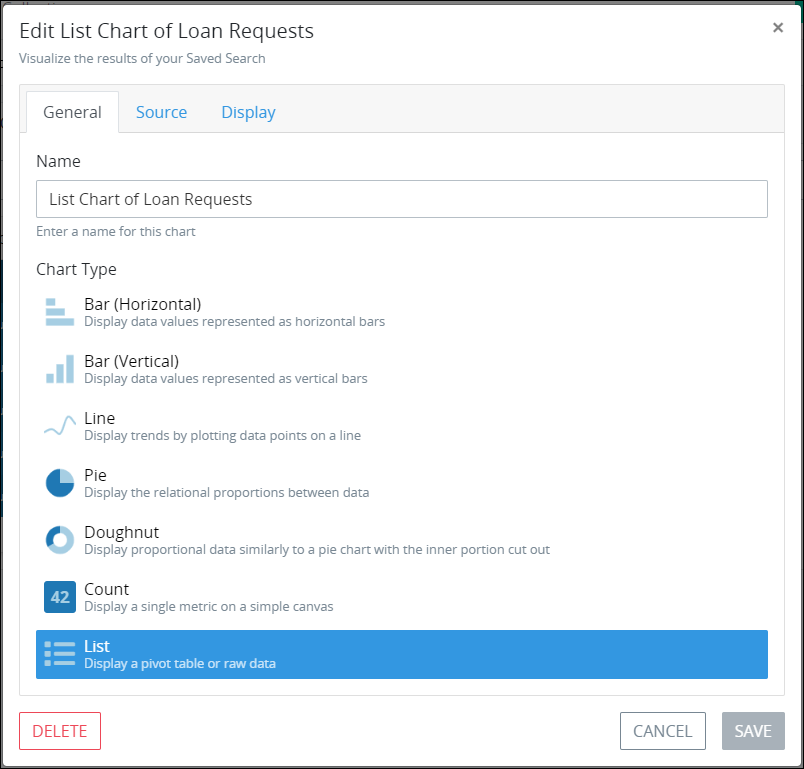 Edit List Chart of Loan Requests
×
Visualize the results of your Saved Search
General Source Display
Name
List Chart of Loan Requests
Enter a name for this chart
Chart Type
Bar (Horizontal)
Display data values represented as horizontal bars
Bar (Vertical)
Display data values represented as vertical bars
Line
Display trends by plotting data points on a line
Pie
Display the relational proportions between data
Doughnut
Display proportional data similarly to a pie chart with the inner portion cut out
42
Count
Display a single metric on a simple canvas
List
Display a pivot table or raw data
DELETE CANCEL SAVE